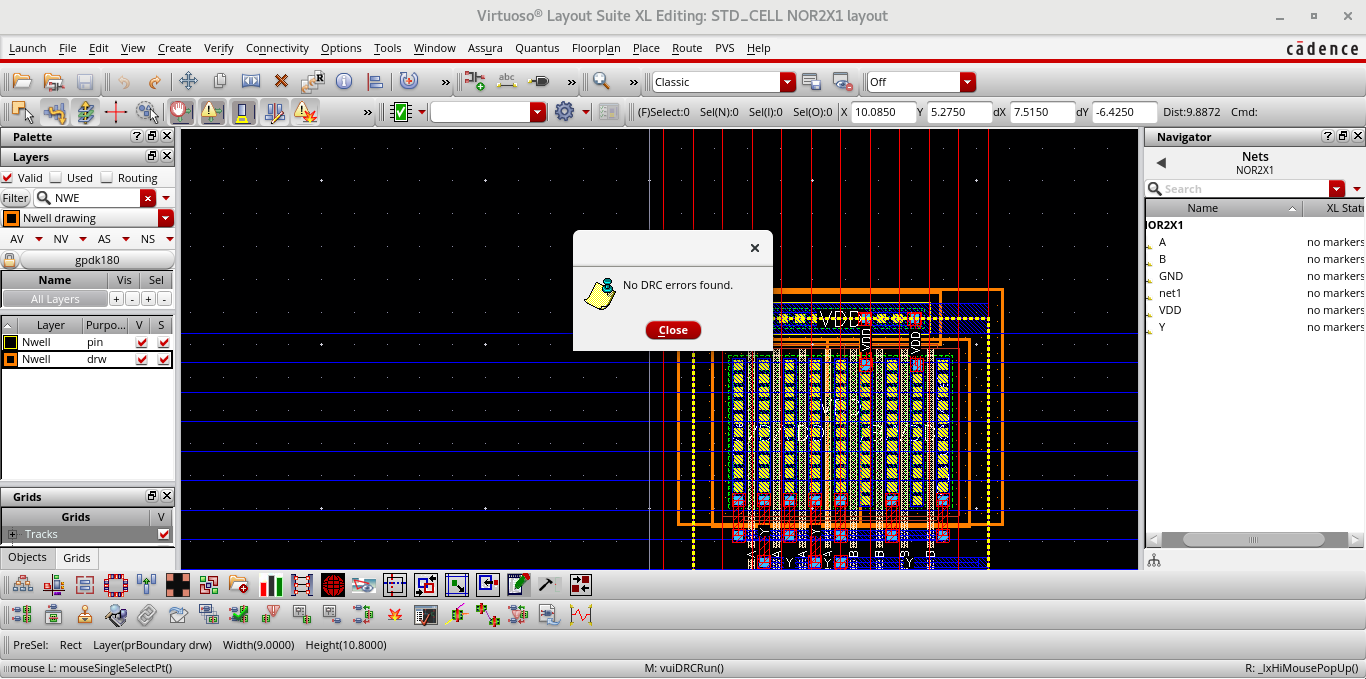 Virtuoso® Layout Suite XL Editing: STD_CELL NOR2X1 layout
Launch File Edit View Create Verify Connectivity Options Tools Window Assura Quantus Floorplan Place Route PVS Help
cādence
» » » Classic Off
» » (F)Select:0 Sel(N):0 Sel(I):0 Sel(O):0 X 10.0850 Y 5.2750 dX 7.5150 dY -6.4250 Dist:9.8872 Cmd:
Palette
Layers
Valid Used Routing
Filter NWE
Nwell drawing
AV NV AS NS
gpdk180
Name Vis Sel
All Layers + - + -
Layer Purpo... V S
Nwell pin
Nwell drw
Grids
Grids V
Tracks
Objects Grids
No DRC errors found.
Close
VDD
VDD
VDD
Y Y
A A A A B B S B
Y Y
Navigator
Nets
NOR2X1
Search
Name XL Stat
IOR2X1
A no markers
B no markers
GND no markers
net1 no markers
VDD no markers
Y no markers
PreSel: Rect Layer(prBoundary drw) Width(9.0000) Height(10.8000)
mouse L: mouseSingleSelectPt() M: vuiDRCRun() R: _lxHiMousePopUp()